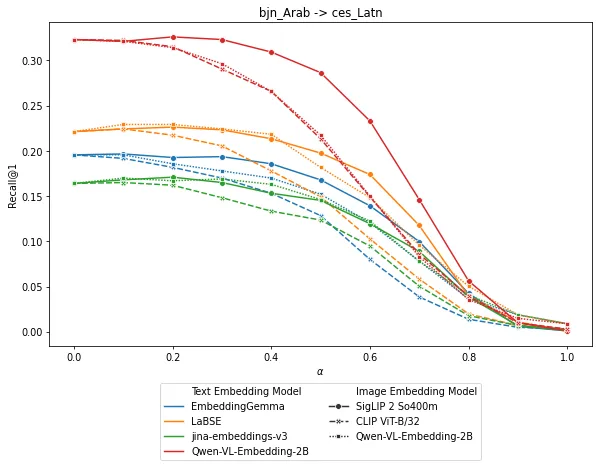 bjn_Arab -> ces_Latn
Recall@1
0.30
0.25
0.20
0.15
0.10
0.05
0.00
0.0 0.2 0.4 0.6 0.8 1.0
α
Text Embedding Model Image Embedding Model
EmbeddingGemma SigLIP 2 So400m
LaBSE CLIP ViT-B/32
jina-embeddings-v3 Qwen-VL-Embedding-2B
Qwen-VL-Embedding-2B